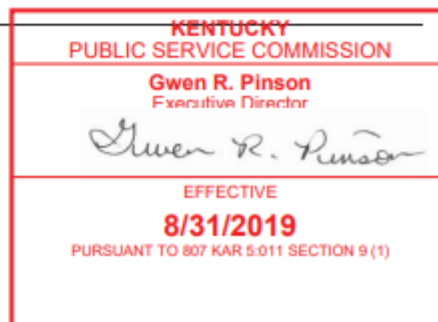 KENTUCKY
PUBLIC SERVICE COMMISSION
Gwen R. Pinson
Executive Director
Gwen R. Pinson
EFFECTIVE
8/31/2019
PURSUANT TO 807 KAR 5:011 SECTION 9 (1)